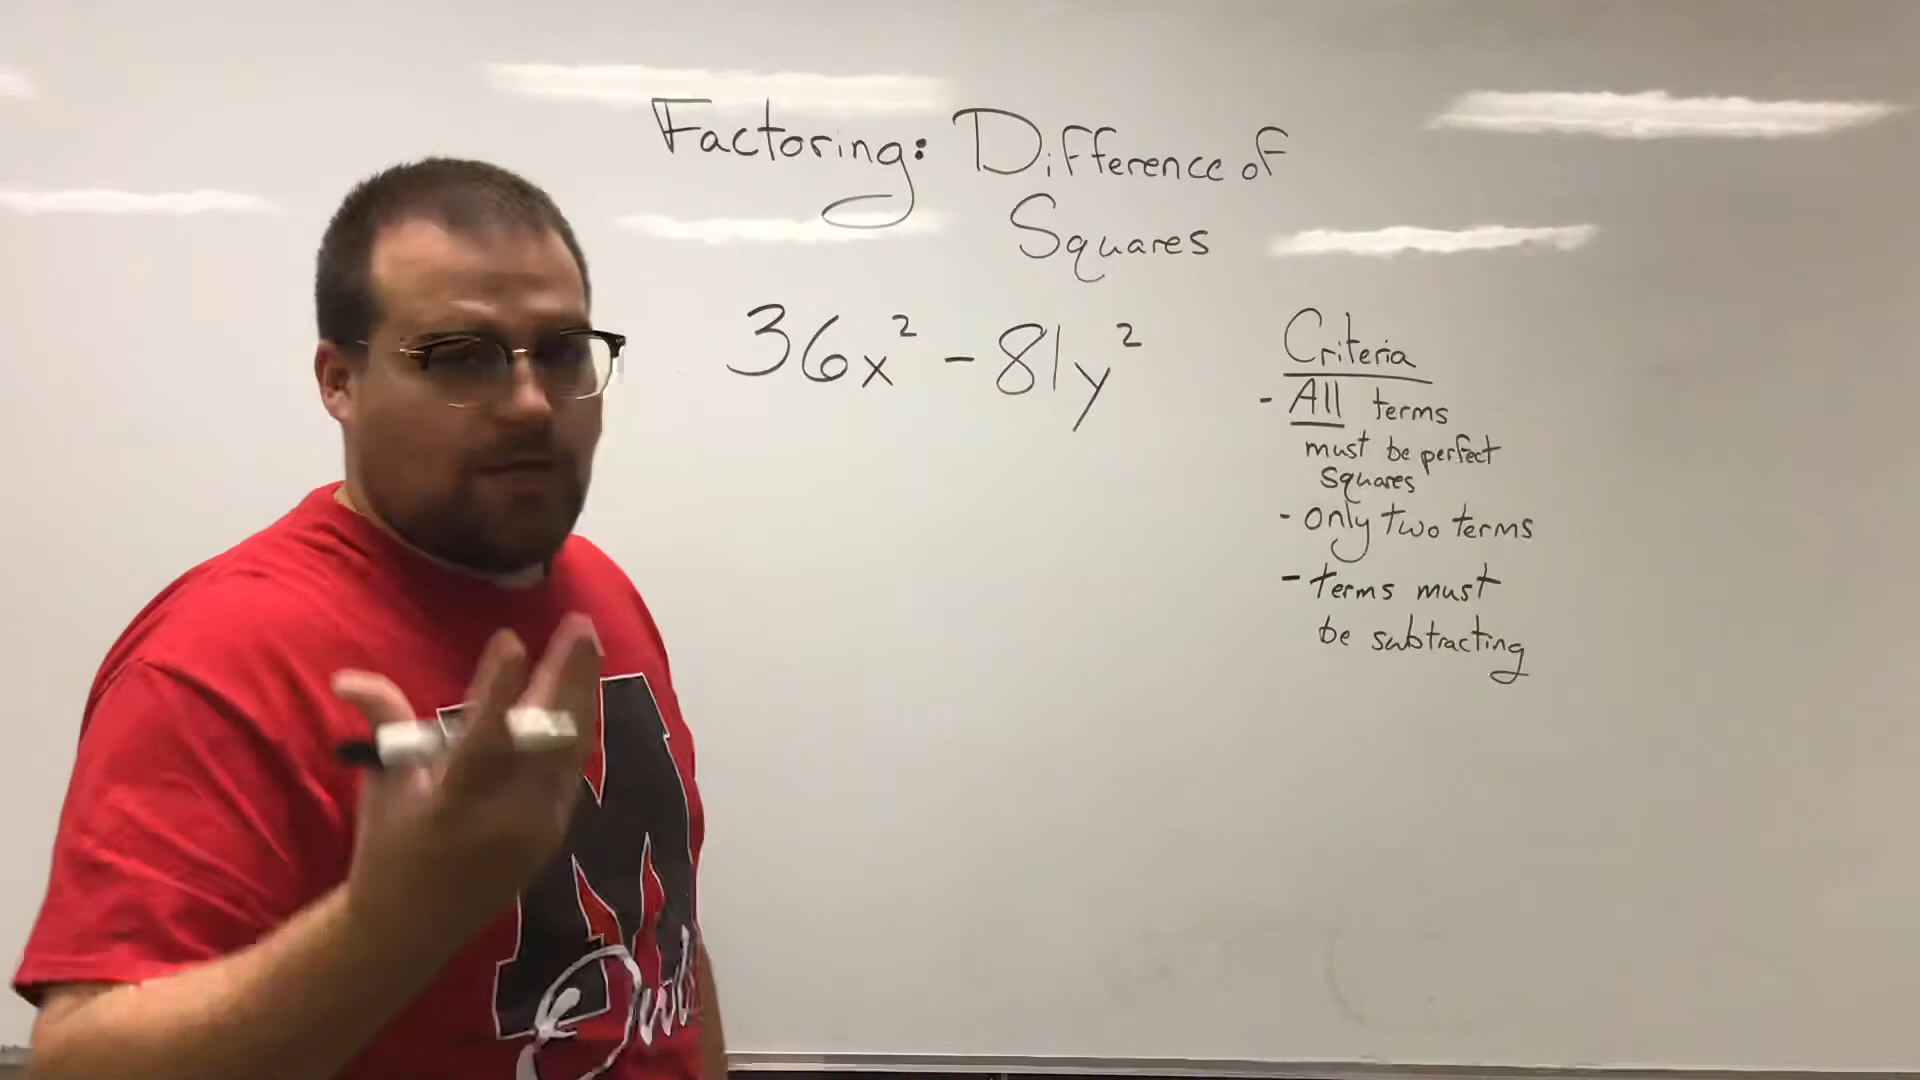 Factoring: Difference of
Squares
36x² - 81y²
Criteria
- All terms
must be perfect
squares
- only two terms
- terms must
be subtracting
M